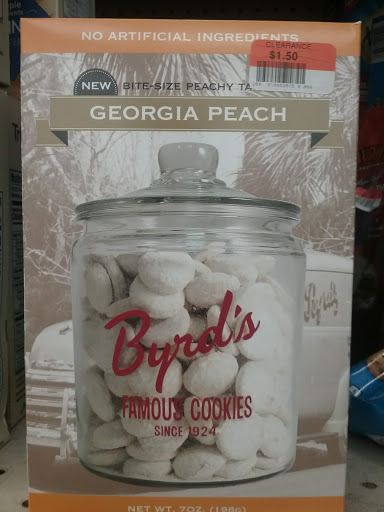 NO ARTIFICIAL INGREDIENTS
CLEARANCE
$1.50
NEW
BITE-SIZE PEACHY
GEORGIA PEACH
Byrd's
Byrd's
FAMOUS COOKIES
SINCE 1924
NET WT. 7OZ. (198G)